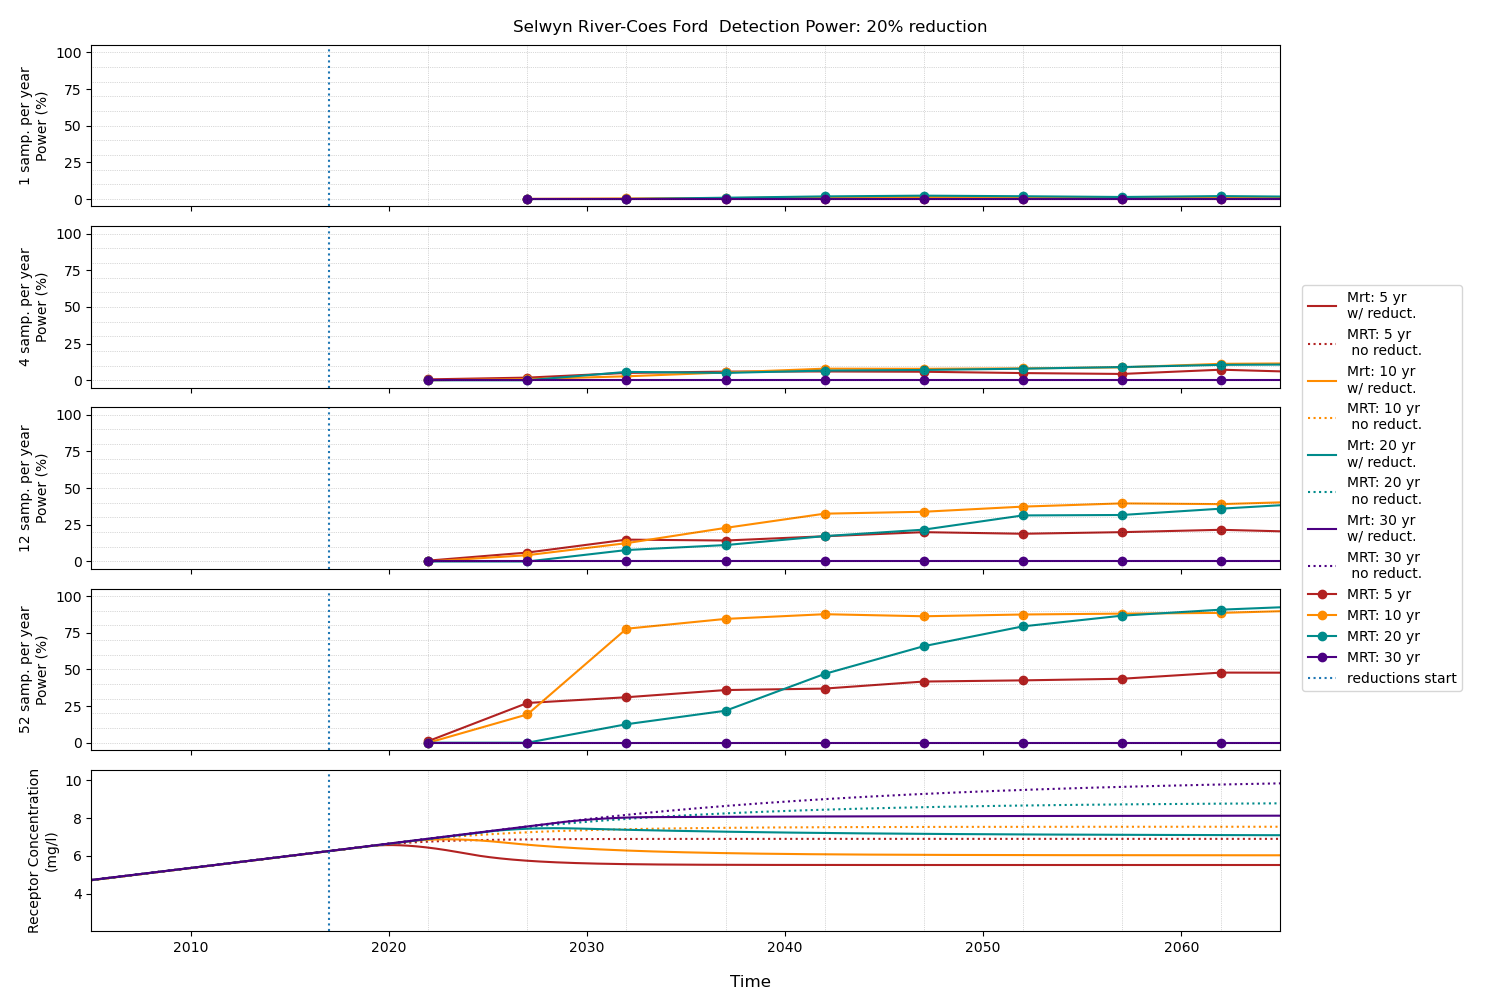 Selwyn River-Coes Ford  Detection Power: 20% reduction
1 samp. per year
Power (%)
100
75
50
25
0
4 samp. per year
Power (%)
100
75
50
25
0
12 samp. per year
Power (%)
100
75
50
25
0
52 samp. per year
Power (%)
100
75
50
25
0
Receptor Concentration
(mg/l)
10
8
6
4
2010
2020
2030
2040
2050
2060
Time
Mrt: 5 yr
w/ reduct.
MRT: 5 yr
no reduct.
Mrt: 10 yr
w/ reduct.
MRT: 10 yr
no reduct.
Mrt: 20 yr
w/ reduct.
MRT: 20 yr
no reduct.
Mrt: 30 yr
w/ reduct.
MRT: 30 yr
no reduct.
MRT: 5 yr
MRT: 10 yr
MRT: 20 yr
MRT: 30 yr
reductions start